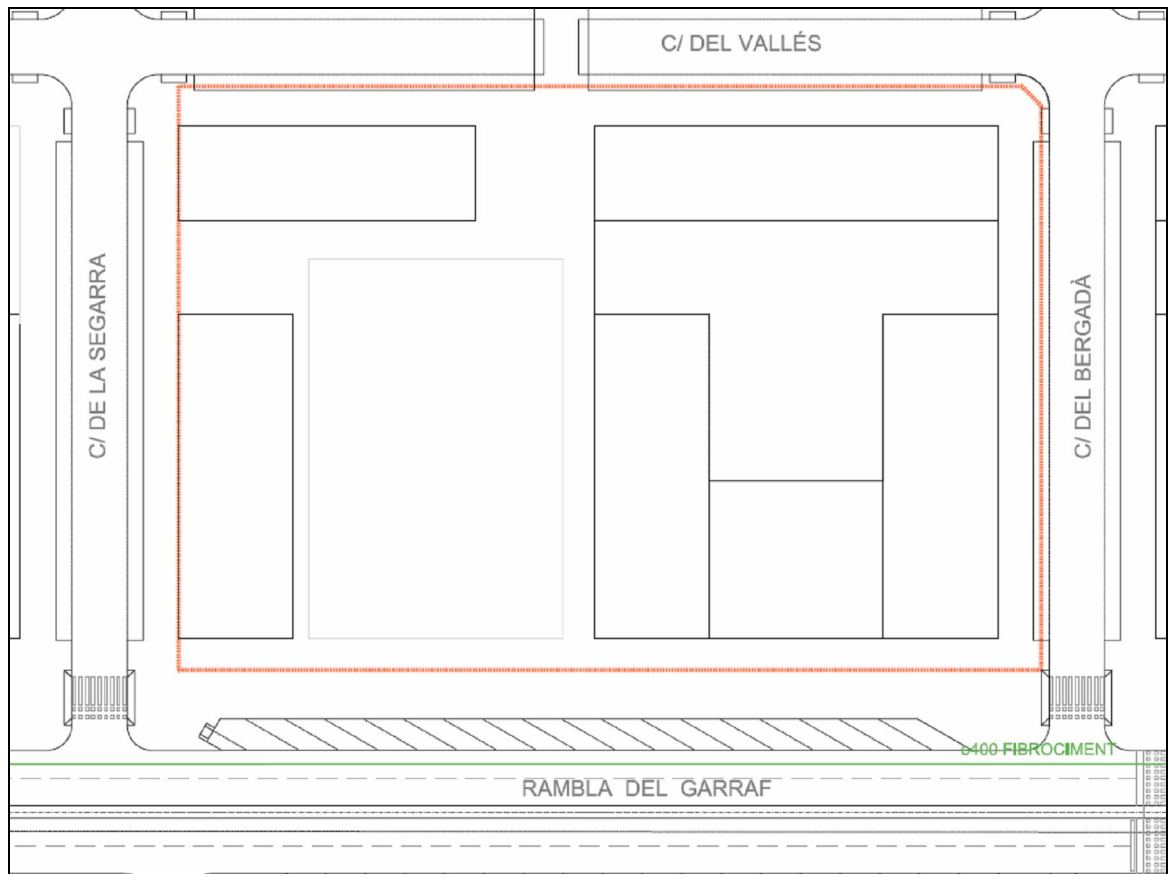 C/ DEL VALLÉS
C/ DE LA SEGARRA
C/ DEL BERGADÀ
ø400 FIBROCIMENT
RAMBLA DEL GARRAF